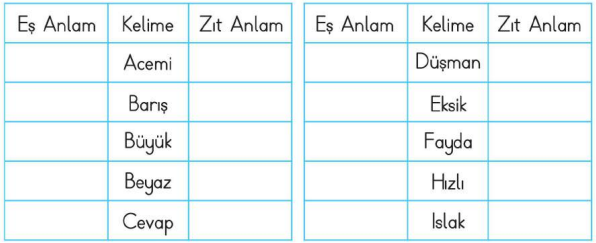 Eş Anlam Kelime Zıt Anlam
Acemi
Barış
Büyük
Beyaz
Cevap
Eş Anlam Kelime Zıt Anlam
Düşman
Eksik
Fayda
Hızlı
Islak